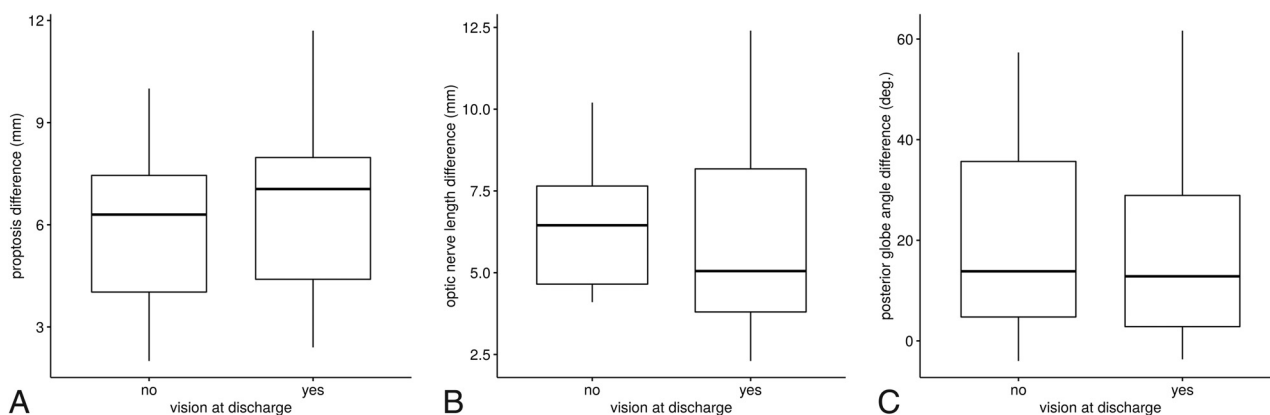 12
9
6
3
proptosis difference (mm)
no
yes
vision at discharge
A
12.5
10.0
7.5
5.0
2.5
optic nerve length difference (mm)
no
yes
vision at discharge
B
60
40
20
0
posterior globe angle difference (deg.)
no
yes
vision at discharge
C